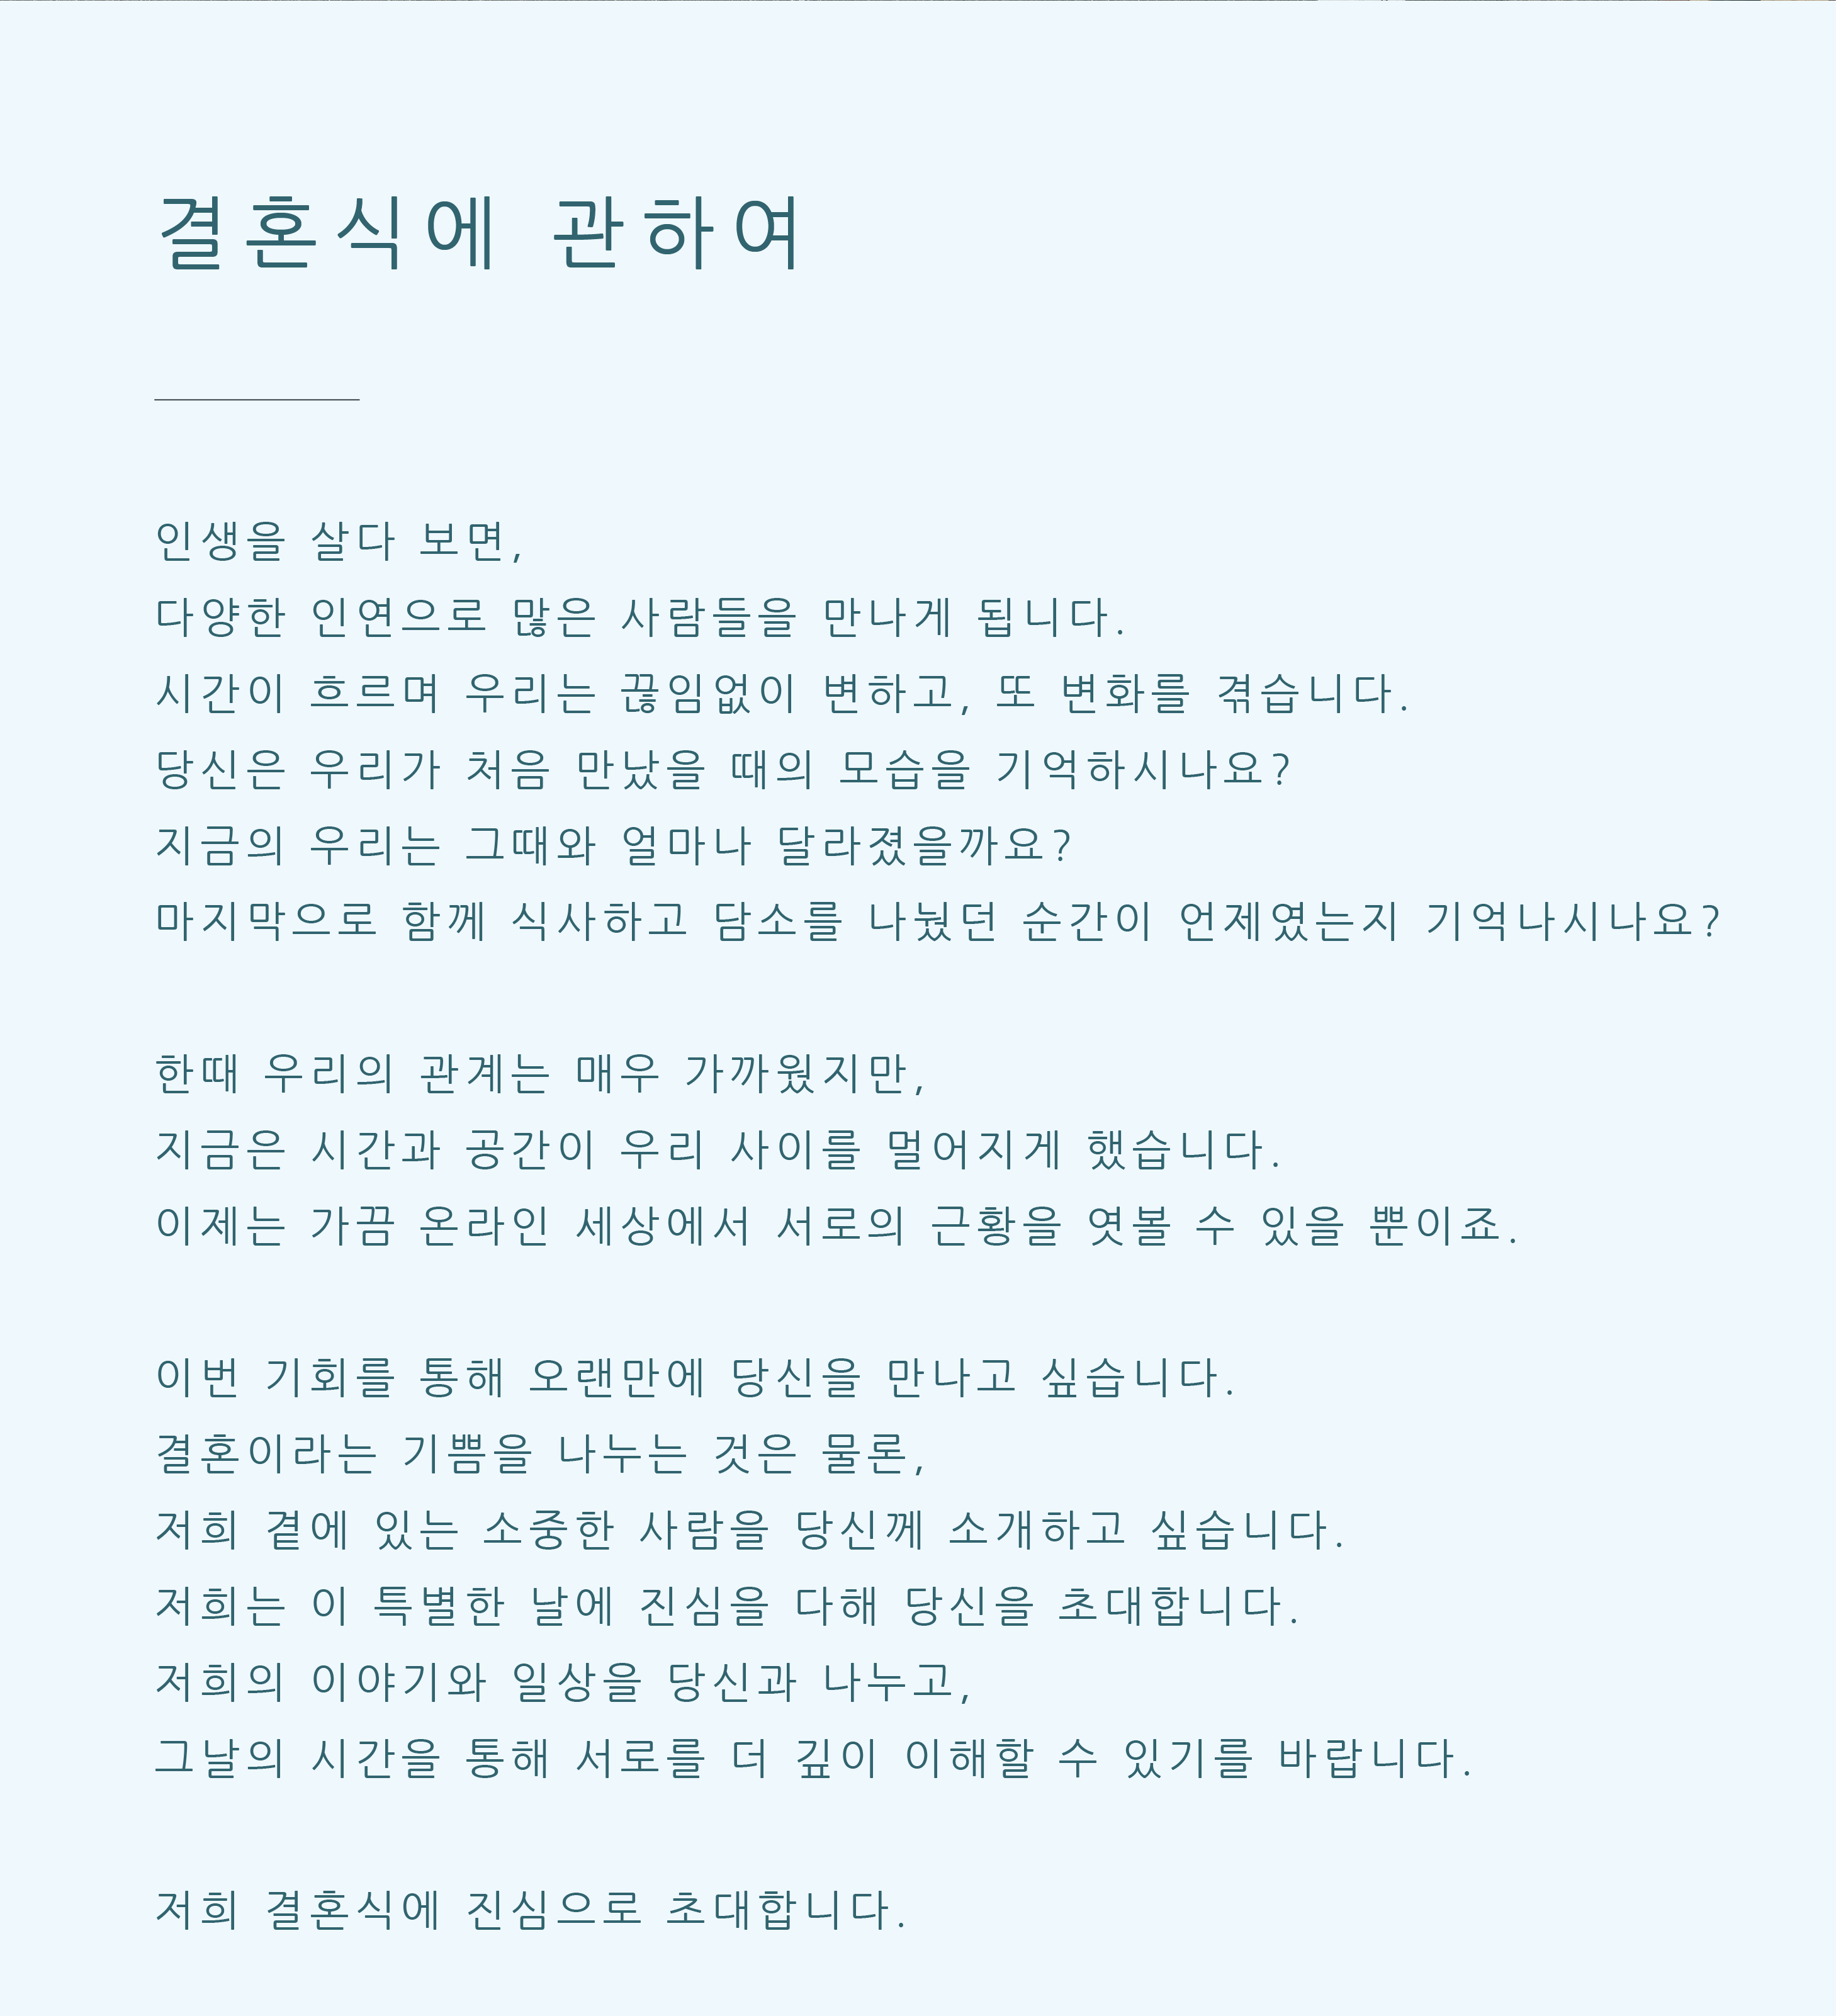 결혼식에 관하여
인생을 살다 보면,
다양한 인연으로 많은 사람들을 만나게 됩니다.
시간이 흐르며 우리는 끊임없이 변하고, 또 변화를 겪습니다.
당신은 우리가 처음 만났을 때의 모습을 기억하시나요?
지금의 우리는 그때와 얼마나 달라졌을까요?
마지막으로 함께 식사하고 담소를 나눴던 순간이 언제였는지 기억나시나요?
한때 우리의 관계는 매우 가까웠지만,
지금은 시간과 공간이 우리 사이를 멀어지게 했습니다.
이제는 가끔 온라인 세상에서 서로의 근황을 엿볼 수 있을 뿐이죠.
이번 기회를 통해 오랜만에 당신을 만나고 싶습니다.
결혼이라는 기쁨을 나누는 것은 물론,
저희 곁에 있는 소중한 사람을 당신께 소개하고 싶습니다.
저희는 이 특별한 날에 진심을 다해 당신을 초대합니다.
저희의 이야기와 일상을 당신과 나누고,
그날의 시간을 통해 서로를 더 깊이 이해할 수 있기를 바랍니다.
저희 결혼식에 진심으로 초대합니다.